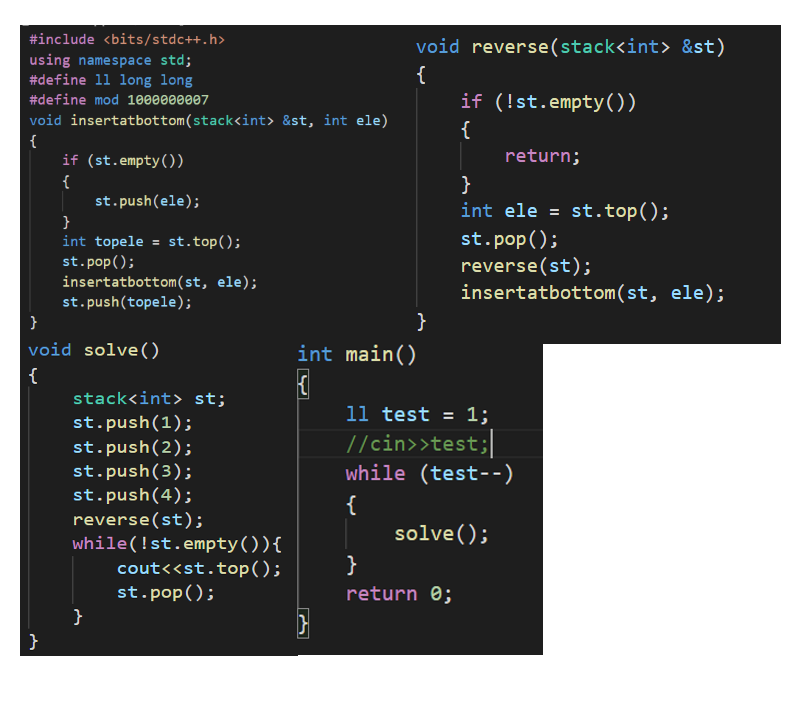 #include <bits/stdc++.h>
using namespace std;
#define ll long long
#define mod 1000000007
void insertatbottom(stack<int> &st, int ele)
{
    if (st.empty())
    {
        st.push(ele);
    }
    int topele = st.top();
    st.pop();
    insertatbottom(st, ele);
    st.push(topele);
}
void reverse(stack<int> &st)
{
    if (!st.empty())
    {
        return;
    }
    int ele = st.top();
    st.pop();
    reverse(st);
    insertatbottom(st, ele);
}
void solve()
{
    stack<int> st;
    st.push(1);
    st.push(2);
    st.push(3);
    st.push(4);
    reverse(st);
    while(!st.empty()){
        cout<<st.top();
        st.pop();
    }
}
int main()
{
    ll test = 1;
    //cin>>test;
    while (test--)
    {
        solve();
    }
    return 0;
}